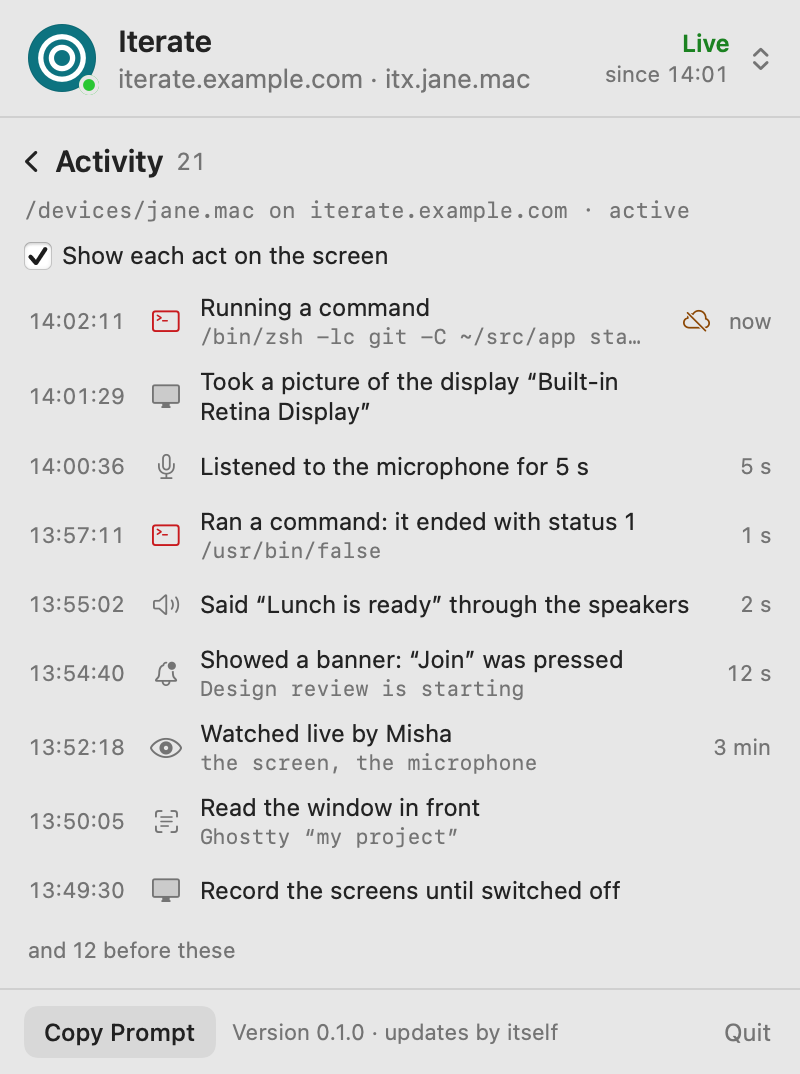 Iterate
iterate.example.com · itx.jane.mac
Live
since 14:01
Activity 21
/devices/jane.mac on iterate.example.com · active
Show each act on the screen
14:02:11 Running a command now
/bin/zsh -lc git -C ~/src/app sta…
14:01:29 Took a picture of the display “Built-in
Retina Display”
14:00:36 Listened to the microphone for 5 s 5 s
13:57:11 Ran a command: it ended with status 1 1 s
/usr/bin/false
13:55:02 Said “Lunch is ready” through the speakers 2 s
13:54:40 Showed a banner: “Join” was pressed 12 s
Design review is starting
13:52:18 Watched live by Misha 3 min
the screen, the microphone
13:50:05 Read the window in front
Ghostty “my project”
13:49:30 Record the screens until switched off
and 12 before these
Copy Prompt Version 0.1.0 · updates by itself Quit